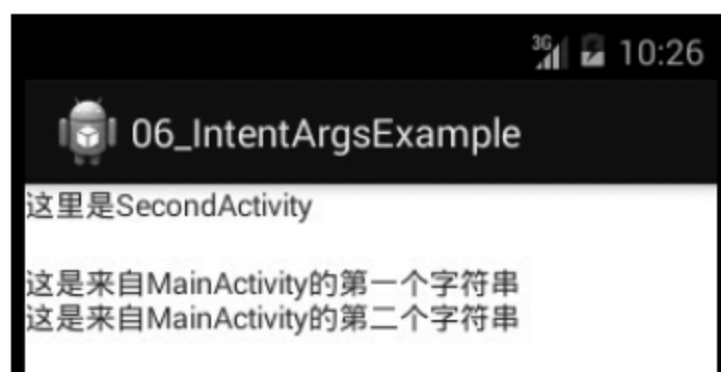 3G 10:26
06_IntentArgsExample
这里是SecondActivity
这是来自MainActivity的第一个字符串
这是来自MainActivity的第二个字符串